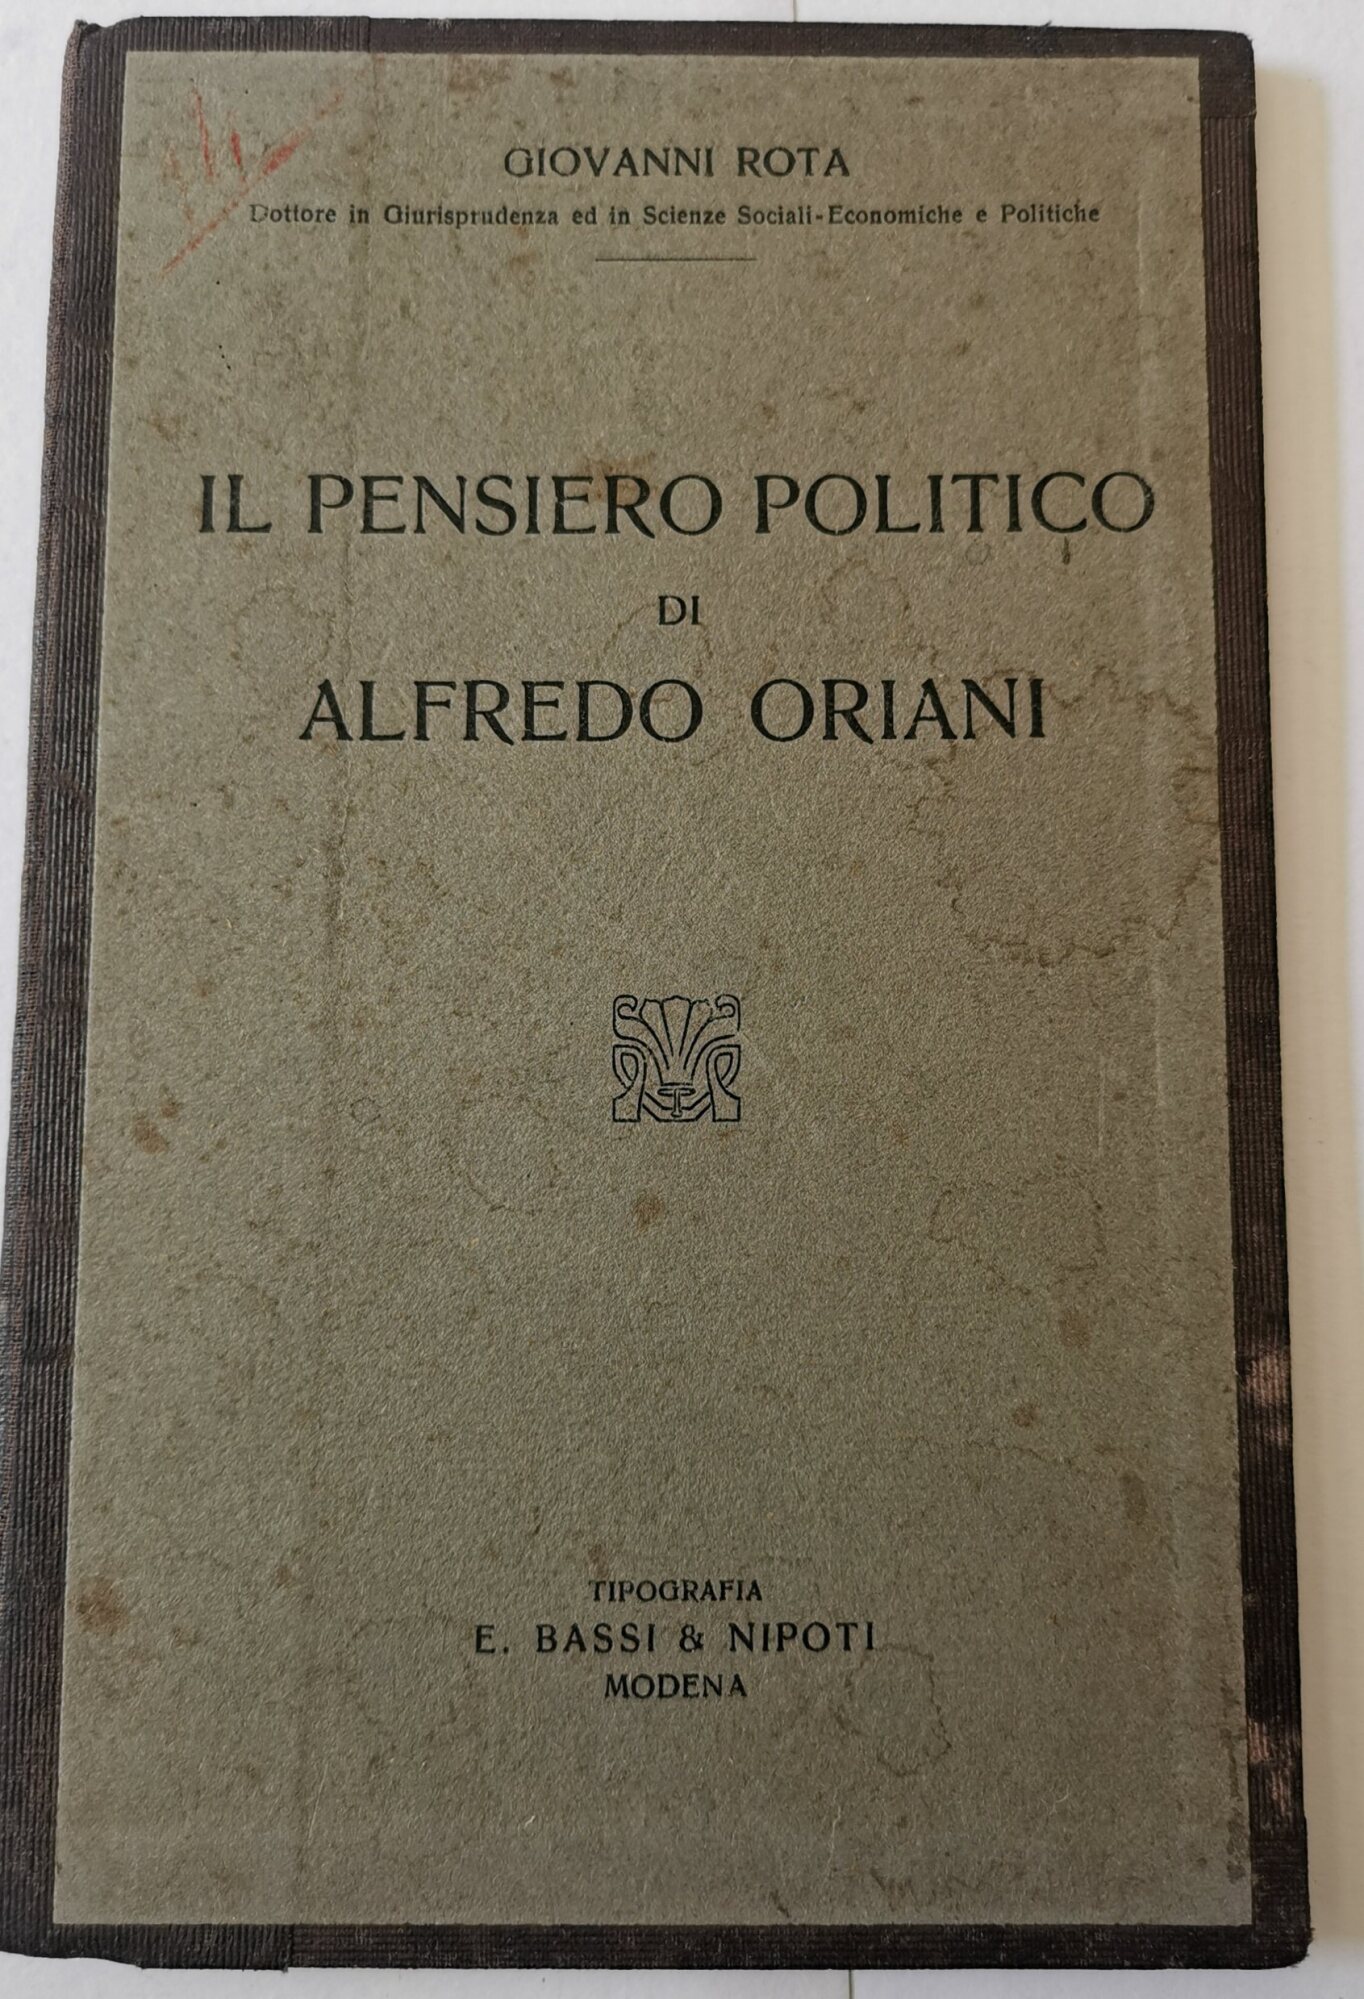 GIOVANNI ROTA
Dottore in Giurisprudenza ed in Scienze Sociali-Economiche e Politiche
IL PENSIERO POLITICO
DI
ALFREDO ORIANI
TIPOGRAFIA
E. BASSI & NIPOTI
MODENA